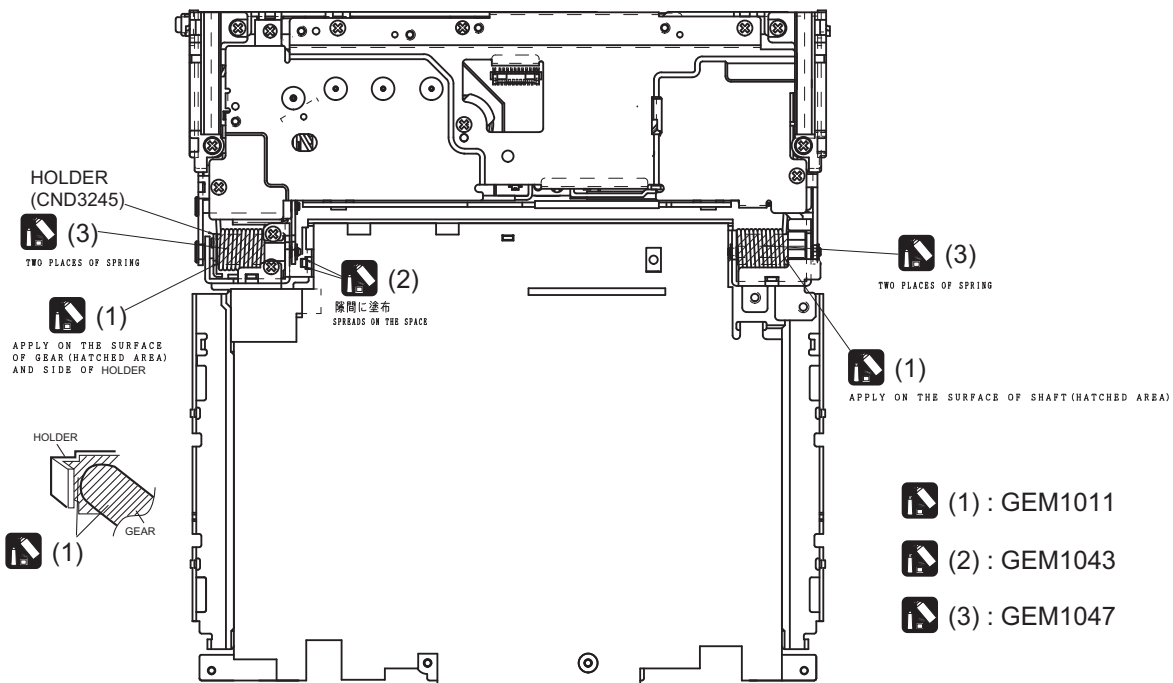 HOLDER
(CND3245)
(3)
TWO PLACES OF SPRING
(1)
APPLY ON THE SURFACE
OF GEAR(HATCHED AREA)
AND SIDE OF HOLDER
(2)
隙間に塗布
SPREADS ON THE SPACE
(3)
TWO PLACES OF SPRING
(1)
APPLY ON THE SURFACE OF SHAFT(HATCHED AREA)
HOLDER
GEAR
(1)
(1) : GEM1011
(2) : GEM1043
(3) : GEM1047